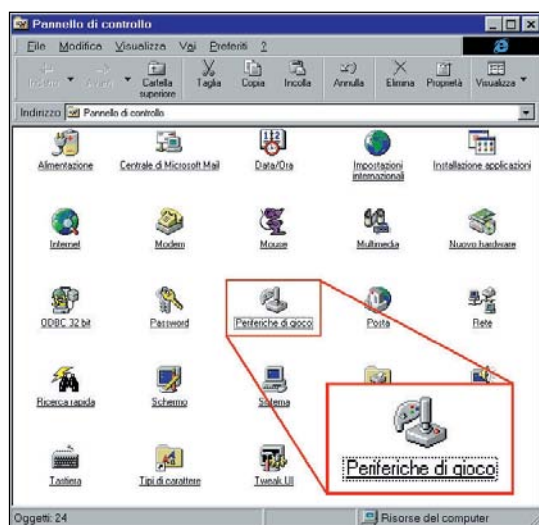 Pannello di controllo
File Modifica Visualizza Vai Preferiti ?
Indietro Avanti Cartella superiore Taglia Copia Incolla Annulla Elimina Proprietà Visualizza
Indirizzo Pannello di controllo
Alimentazione Centrale di Microsoft Mail Data/Ora Impostazioni internazionali Installazione applicazioni
Internet Modem Mouse Multimedia Nuovo hardware
ODBC 32 bit Password Periferiche di gioco Posta Rete
Ricerca rapida Schermo Sistema
Periferiche di gioco
Tastiera Tipi di carattere Tweak UI
Oggetti: 24 Risorse del computer